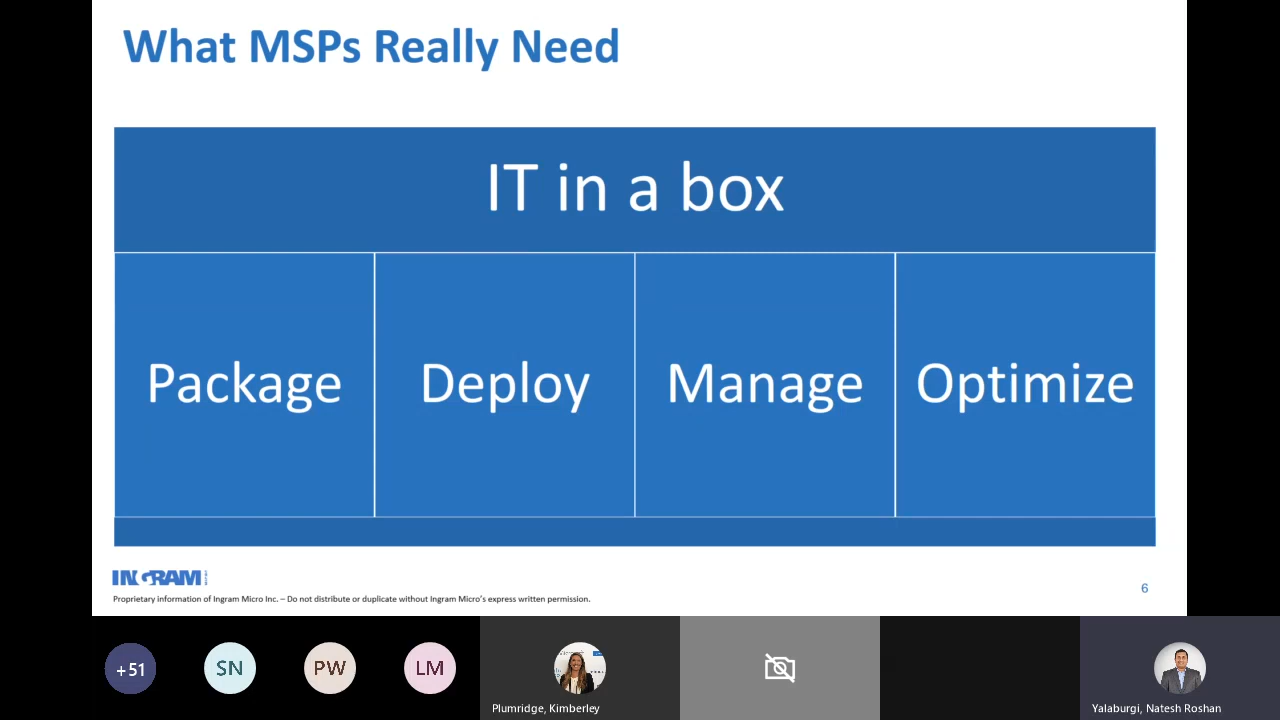 What MSPs Really Need
IT in a box
Package
Deploy
Manage
Optimize
INGRAM
Proprietary information of Ingram Micro Inc. – Do not distribute or duplicate without Ingram Micro's express written permission.
6
+51
SN
PW
LM
Plumridge, Kimberley
Yalaburgi, Natesh Roshan